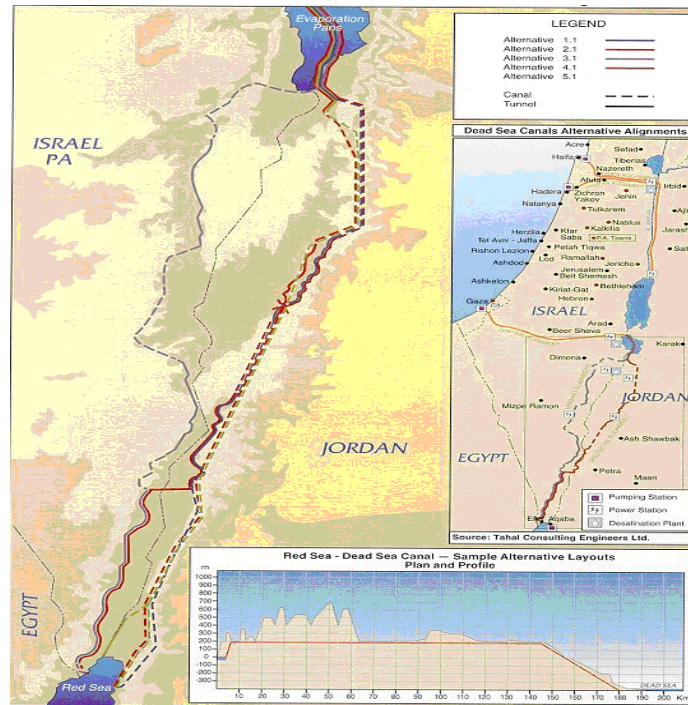 Evaporation
Pans
ISRAEL
PA
JORDAN
EGYPT
Red Sea
LEGEND
Alternative 1.1
Alternative 2.1
Alternative 3.1
Alternative 4.1
Alternative 5.1
Canal
Tunnel
Dead Sea Canals Alternative Alignments
Acre
Safad
Haifa
Tiberias
Nazereth
Afula
Irbid
Hadera
Zichron
Yakov
Jenin
Natanya
Tulkarem
Nablus
Herzlia
Kfar
Saba
Kalkilia
Jarash
Tel Aviv - Jaffa
Petah Tiqwa
P.A. Towns
Rishon Lezion
Lod
Ramallah
Ashdod
Jericho
Jerusalem
Beit Shemesh
Ashkelon
Kiriat-Gat
Bethlehem
Hebron
Gaza
ISRAEL
Arad
Beer Sheva
Karak
Dimona
JORDAN
Mizpe Ramon
Ash Shawbak
EGYPT
Petra
Maan
Aqaba
Pumping Station
Power Station
Desalination Plant
Source: Tahal Consulting Engineers Ltd.
Red Sea - Dead Sea Canal — Sample Alternative Layouts
Plan and Profile
m
1000
900
800
700
600
500
400
300
200
100
0
-100
-200
-300
DEAD SEA
10 20 30 40 50 60 70 80 90 100 110 120 130 140 150 160 170 180 190 200 Km